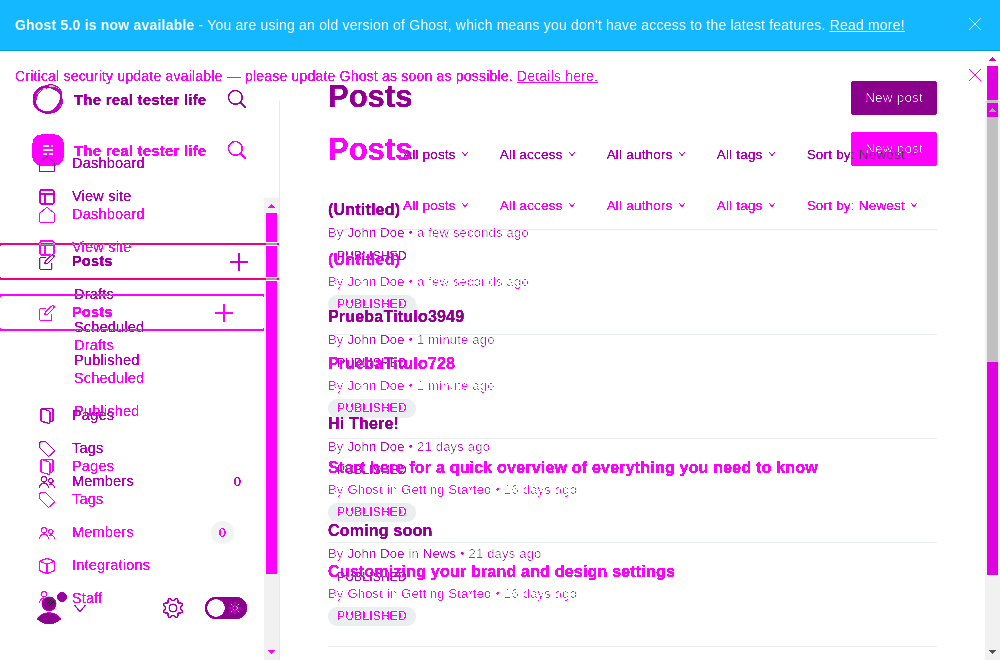 Ghost 5.0 is now available - You are using an old version of Ghost, which means you don't have access to the latest features. Read more!
Critical security update available — please update Ghost as soon as possible. Details here.
The real tester life
Posts
New post
The real tester life
Posts
New post
Dashboard
All posts
All access
All authors
All tags
Sort by: Newest
View site
Dashboard
All posts
All access
All authors
All tags
Sort by: Newest
View site
Posts
Drafts
Posts
Scheduled
Drafts
Published
Scheduled
Published
Pages
Tags
Pages
Members 0
Tags
Members 0
Integrations
Staff
(Untitled)
By John Doe • a few seconds ago
PUBLISHED
(Untitled)
By John Doe • a few seconds ago
PUBLISHED
PruebaTitulo3949
By John Doe • 1 minute ago
PUBLISHED
PruebaTitulo728
By John Doe • 1 minute ago
PUBLISHED
Hi There!
By John Doe • 21 days ago
PUBLISHED
Start here for a quick overview of everything you need to know
By Ghost in Getting Started • 16 days ago
PUBLISHED
Coming soon
By John Doe in News • 21 days ago
PUBLISHED
Customizing your brand and design settings
By Ghost in Getting Started • 16 days ago
PUBLISHED